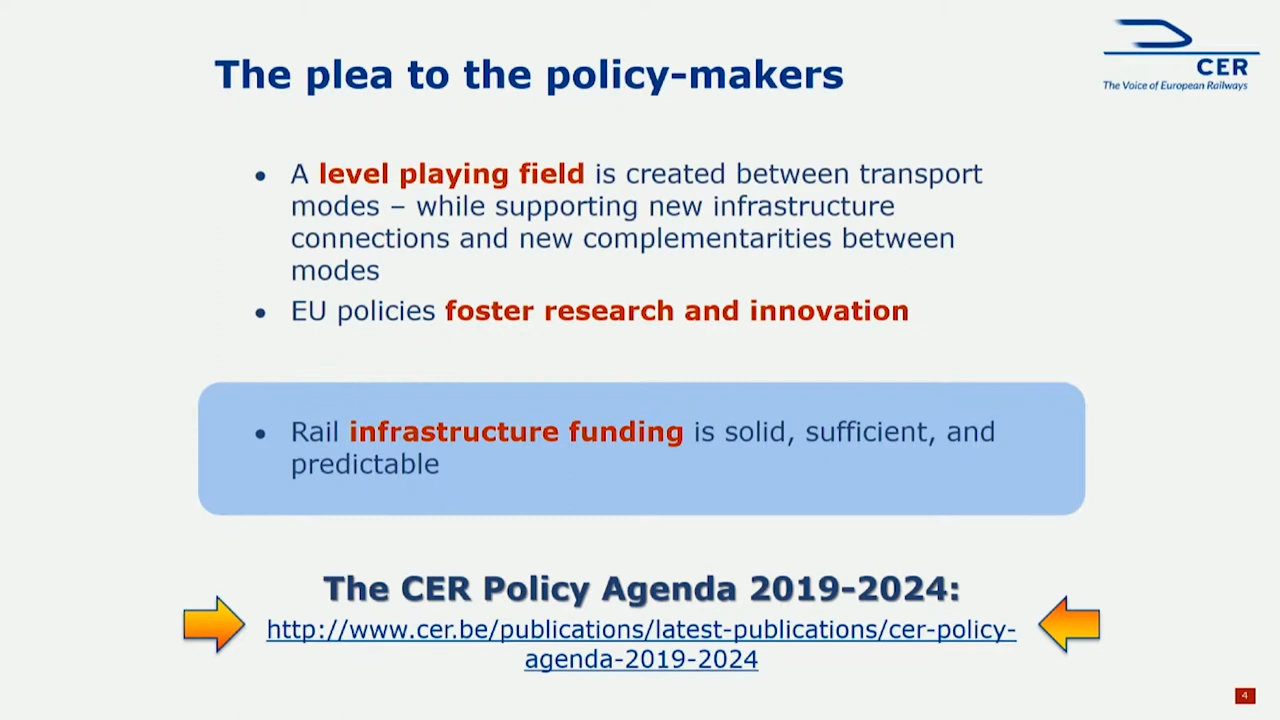 The plea to the policy-makers
CER
The Voice of European Railways
• A level playing field is created between transport
modes – while supporting new infrastructure
connections and new complementarities between
modes
• EU policies foster research and innovation
• Rail infrastructure funding is solid, sufficient, and
predictable
The CER Policy Agenda 2019-2024:
http://www.cer.be/publications/latest-publications/cer-policy-
agenda-2019-2024
4